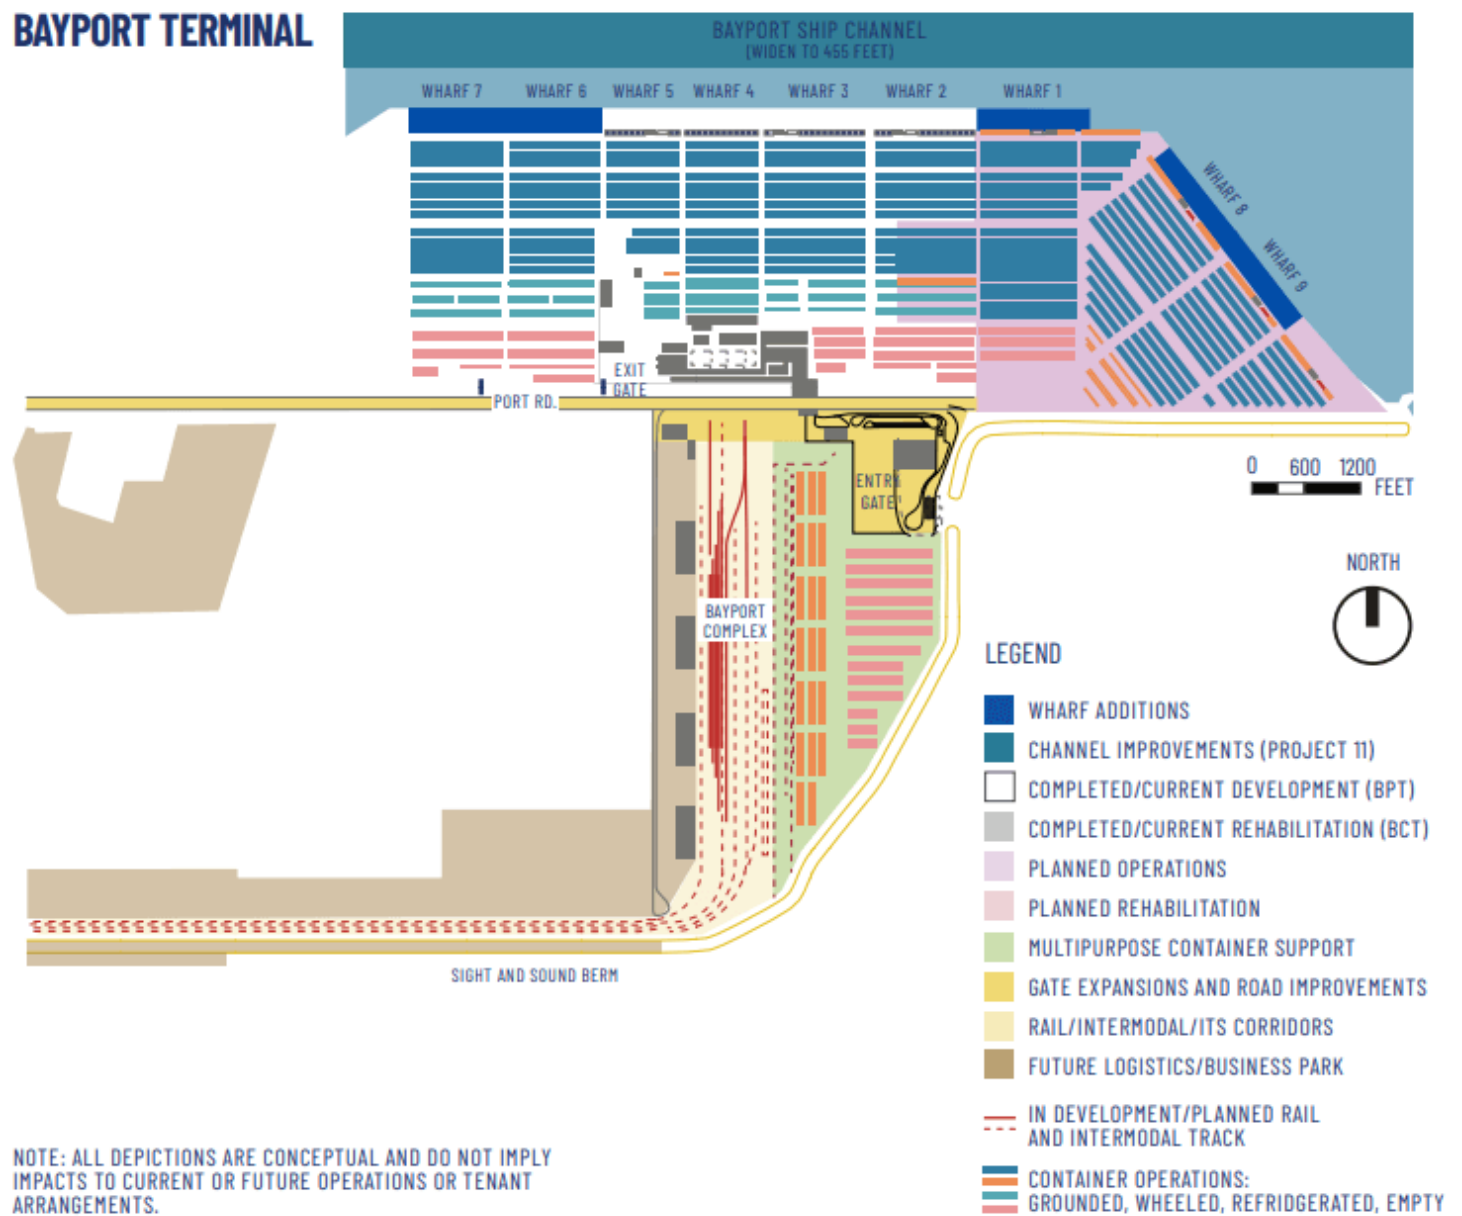 BAYPORT TERMINAL
BAYPORT SHIP CHANNEL
(WIDEN TO 455 FEET)
WHARF 7
WHARF 6
WHARF 5
WHARF 4
WHARF 3
WHARF 2
WHARF 1
WHARF 8
WHARF 9
EXIT
GATE
PORT RD.
ENTRY
GATE
0 600 1200
FEET
NORTH
BAYPORT
COMPLEX
LEGEND
WHARF ADDITIONS
CHANNEL IMPROVEMENTS (PROJECT 11)
COMPLETED/CURRENT DEVELOPMENT (BPT)
COMPLETED/CURRENT REHABILITATION (BCT)
PLANNED OPERATIONS
PLANNED REHABILITATION
MULTIPURPOSE CONTAINER SUPPORT
GATE EXPANSIONS AND ROAD IMPROVEMENTS
RAIL/INTERMODAL/ITS CORRIDORS
FUTURE LOGISTICS/BUSINESS PARK
IN DEVELOPMENT/PLANNED RAIL
AND INTERMODAL TRACK
CONTAINER OPERATIONS:
GROUNDED, WHEELED, REFRIDGERATED, EMPTY
SIGHT AND SOUND BERM
NOTE: ALL DEPICTIONS ARE CONCEPTUAL AND DO NOT IMPLY
IMPACTS TO CURRENT OR FUTURE OPERATIONS OR TENANT
ARRANGEMENTS.